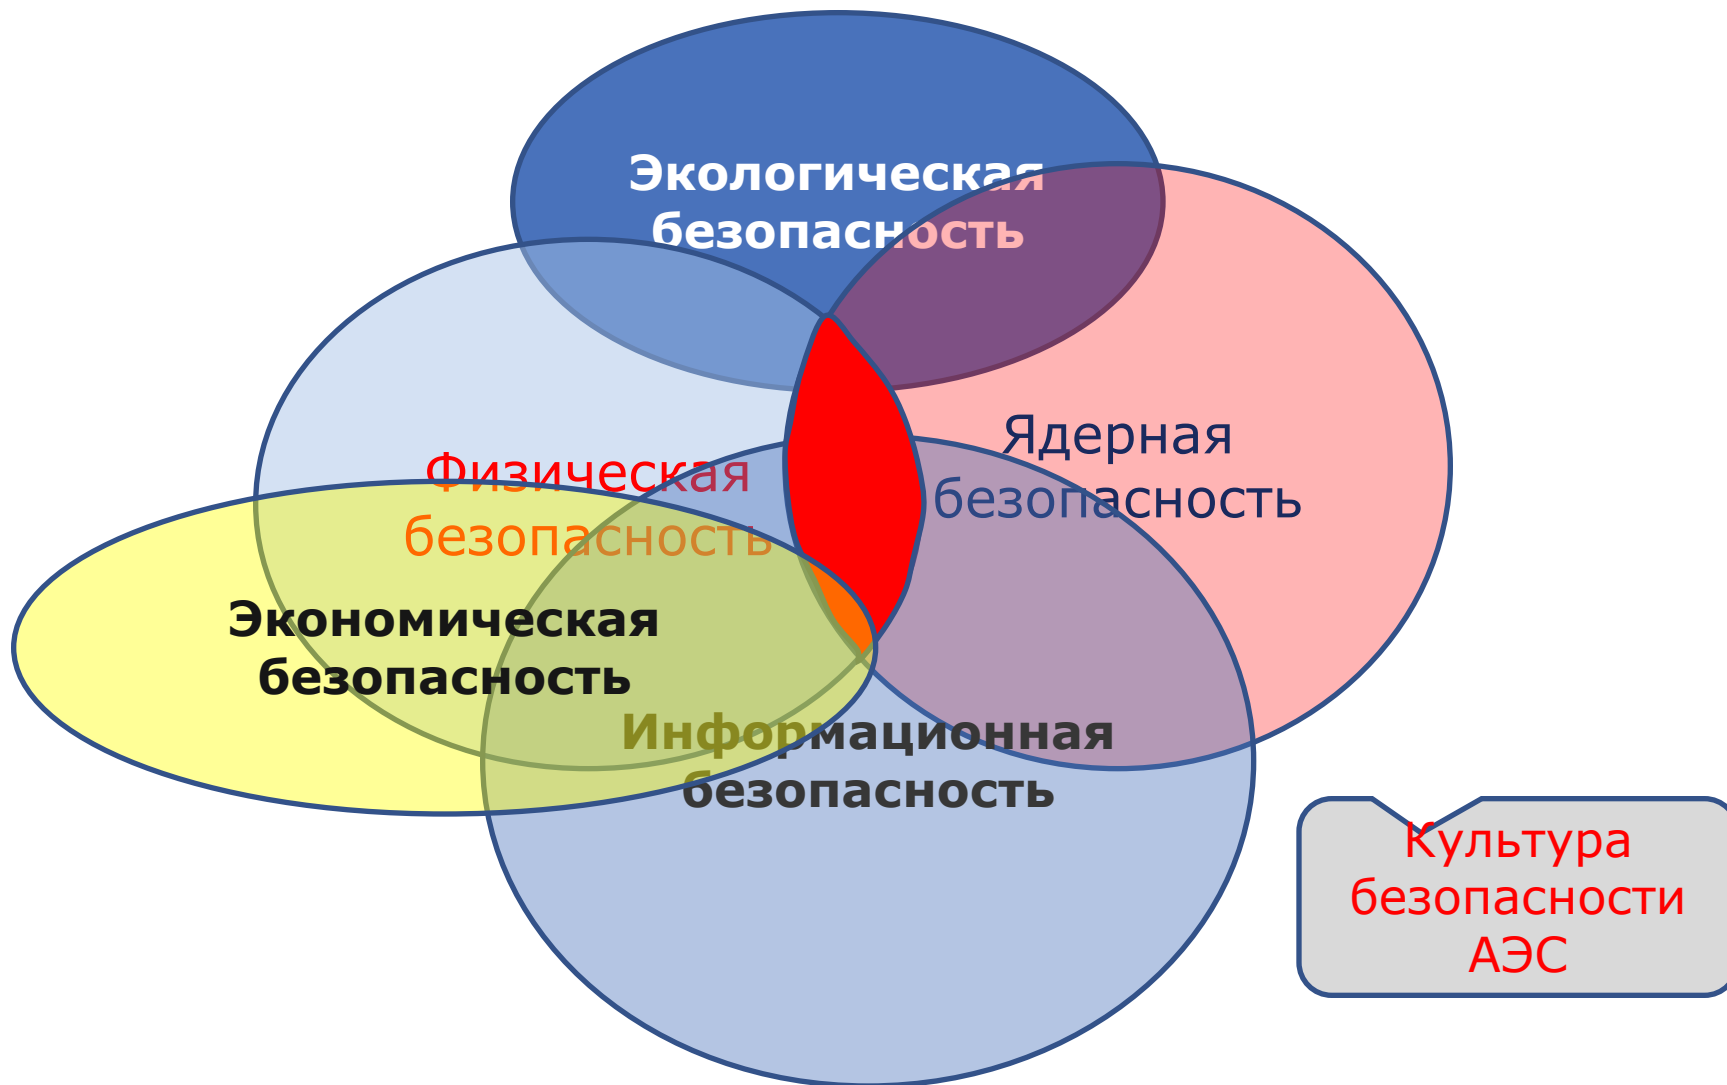 Экологическая
безопасность
Ядерная
безопасность
Физическая
безопасность
Экономическая
безопасность
Информационная
безопасность
Культура
безопасности
АЭС